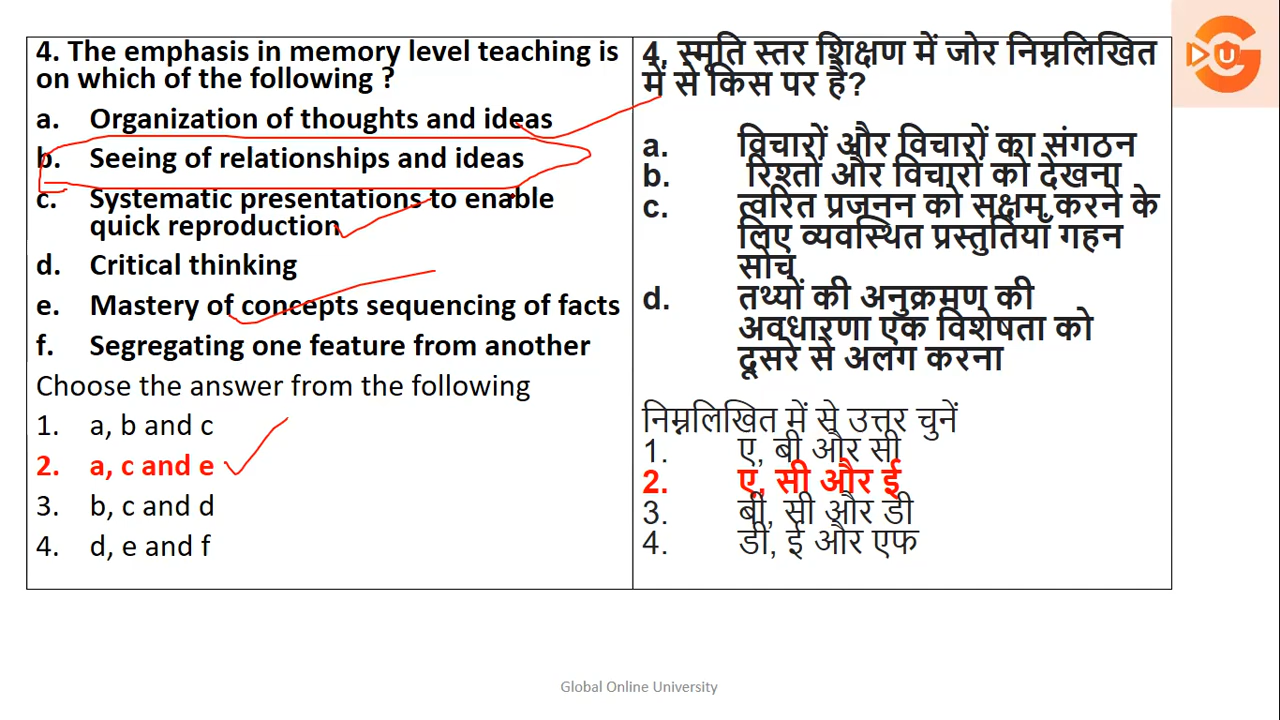 4. The emphasis in memory level teaching is
on which of the following ?
a. Organization of thoughts and ideas
b. Seeing of relationships and ideas
c. Systematic presentations to enable
quick reproduction
d. Critical thinking
e. Mastery of concepts sequencing of facts
f. Segregating one feature from another
Choose the answer from the following
1. a, b and c
2. a, c and e
3. b, c and d
4. d, e and f
4. स्मृति स्तर शिक्षण में जोर निम्नलिखित
में से किस पर है?
a. विचारों और विचारों का संगठन
b. रिश्तों और विचारों को देखना
c. त्वरित प्रजनन को सक्षम करने के
लिए व्यवस्थित प्रस्तुतियाँ गहन
सोच
d. तथ्यों की अनुक्रमण की
अवधारणा एक विशेषता को
दूसरे से अलग करना
निम्नलिखित में से उत्तर चुनें
1. ए, बी और सी
2. ए, सी और ई
3. बी, सी और डी
4. डी, ई और एफ
U
Global Online University